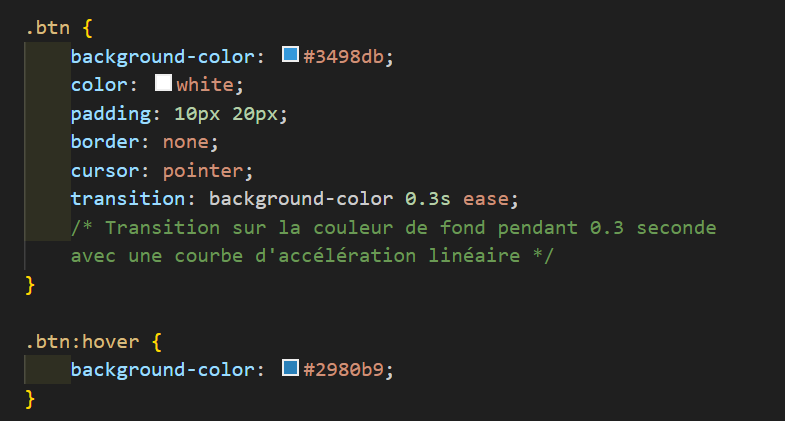 .btn {
    background-color: #3498db;
    color: white;
    padding: 10px 20px;
    border: none;
    cursor: pointer;
    transition: background-color 0.3s ease;
    /* Transition sur la couleur de fond pendant 0.3 seconde
    avec une courbe d'accélération linéaire */
}

.btn:hover {
    background-color: #2980b9;
}